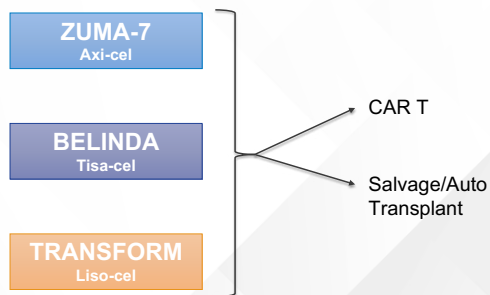 ZUMA-7
Axi-cel
BELINDA
Tisa-cel
TRANSFORM
Liso-cel
CAR T
Salvage/Auto
Transplant